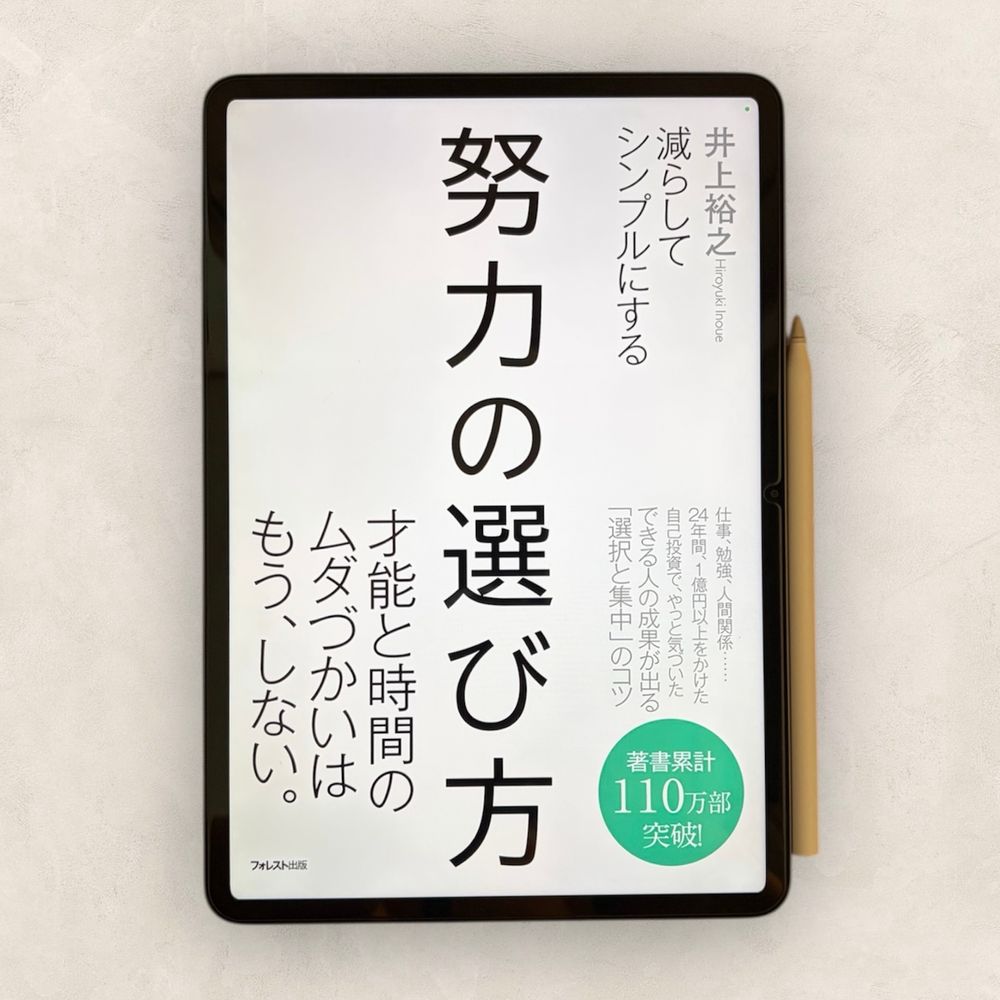 井上裕之
Hiroyuki Inoue
減らして
シンプルにする
努力の選び方
仕事、勉強、人間関係……
24年間、1億円以上をかけた
自己投資で、やっと気づいた
できる人の成果が出る
「選択と集中」のコツ
著書累計
110万部
突破!
才能と時間の
ムダづかいは
もう、しない。
フォレスト出版